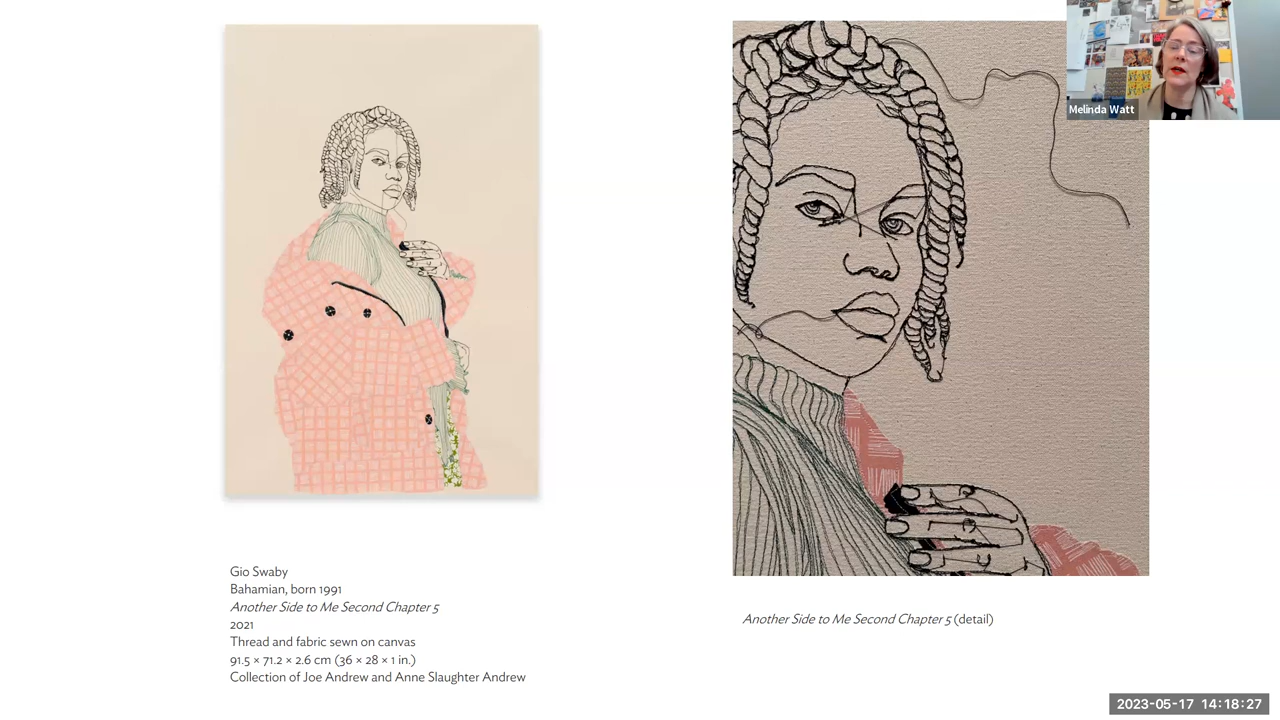 Melinda Watt
Gio Swaby
Bahamian, born 1991
Another Side to Me Second Chapter 5
2021
Thread and fabric sewn on canvas
91.5 × 71.2 × 2.6 cm (36 × 28 × 1 in.)
Collection of Joe Andrew and Anne Slaughter Andrew
Another Side to Me Second Chapter 5 (detail)
2023-05-17 14:18:27